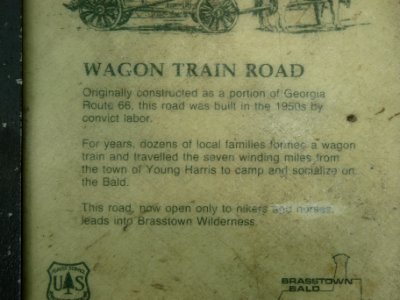 WAGON TRAIN ROAD
Originally constructed as a portion of Georgia
Route 66, this road was built in the 1950s by
convict labor.
For years, dozens of local families formed a wagon
train and travelled the seven winding miles from
the town of Young Harris to camp and socialize on
the Bald.
This road, now open only to hikers and horses,
leads into Brasstown Wilderness.
FOREST SERVICE
U S
BRASSTOWN
BALD